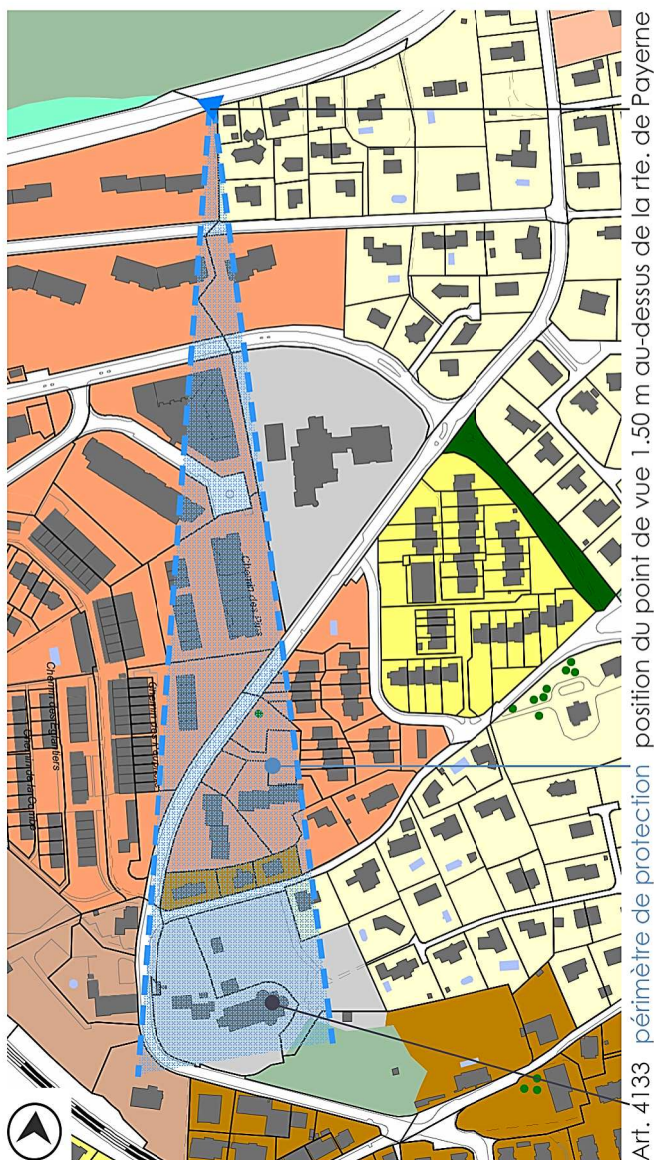 Art. 4133 périmètre de protection position du point de vue 1.50 m au-dessus de la rte. de Payerne
Chemin des Eglantiers
Chemin des Pins